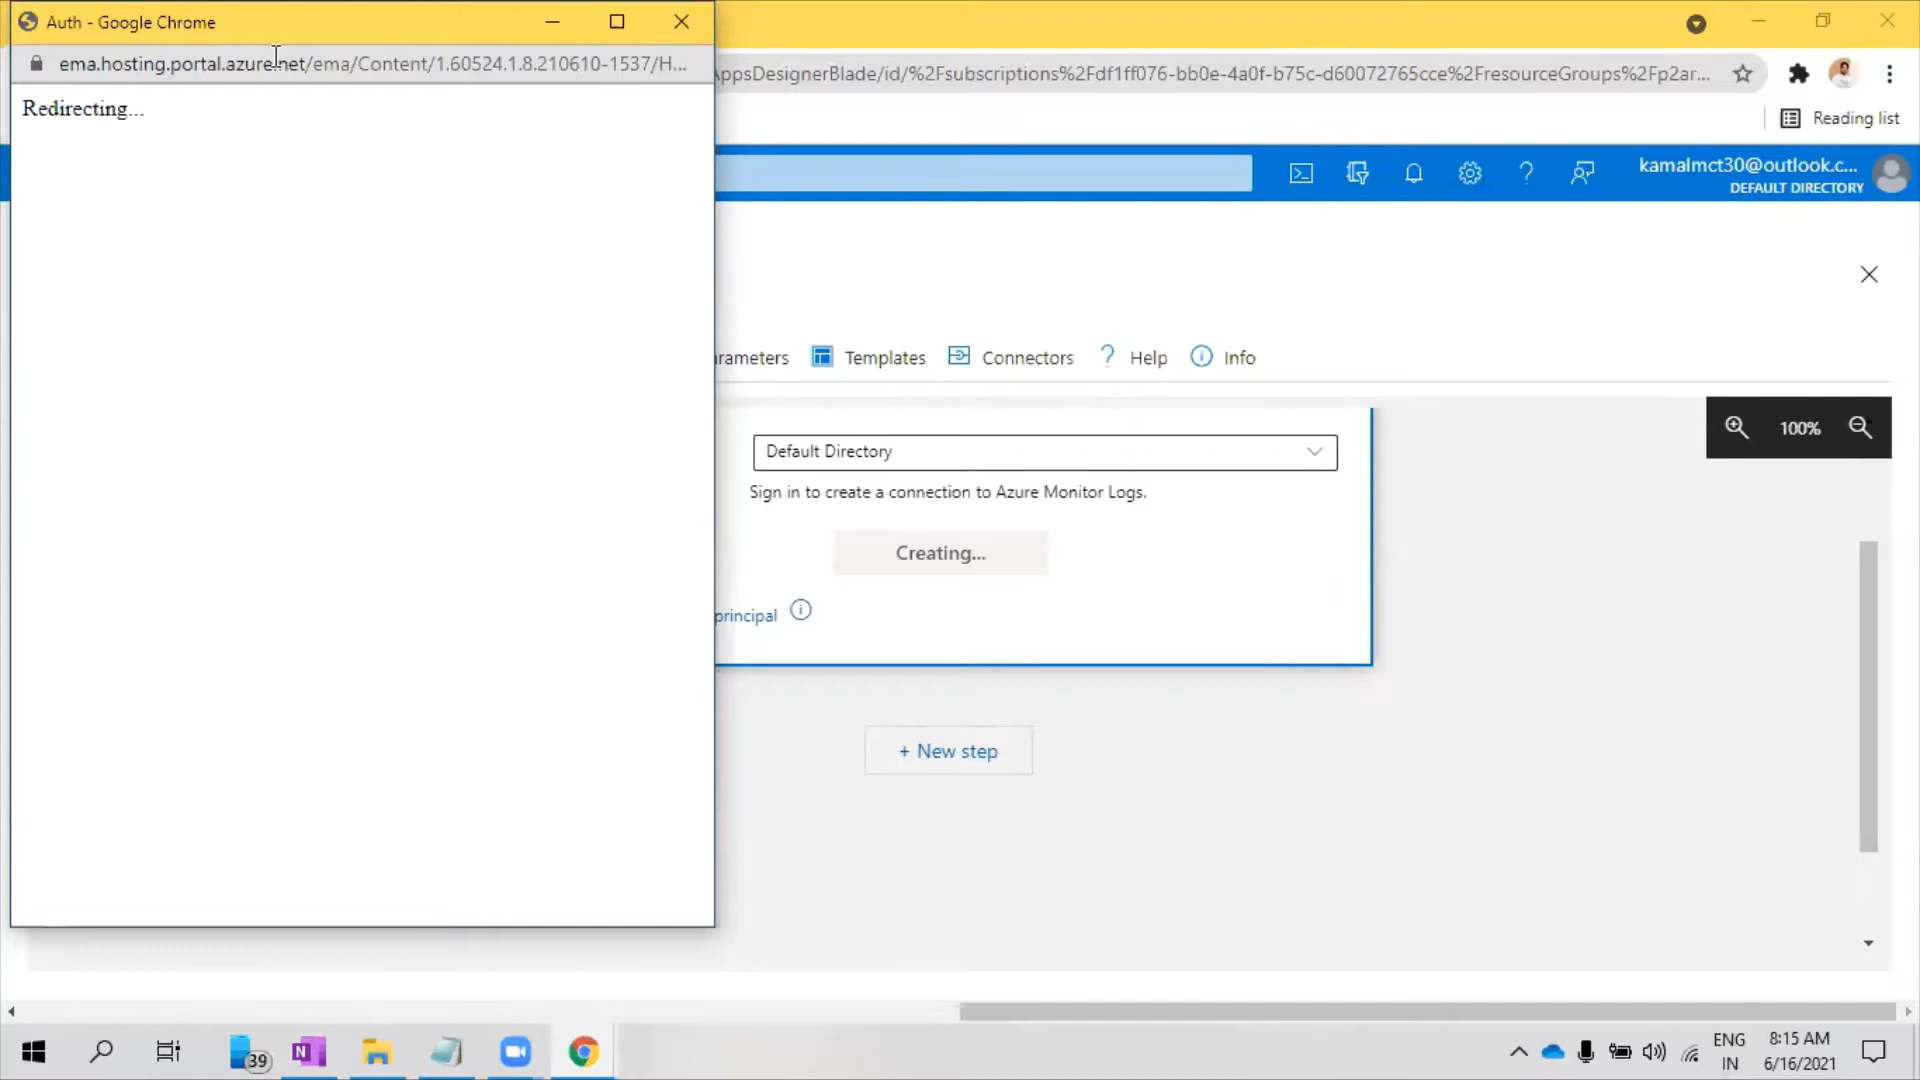 Auth - Google Chrome
ema.hosting.portal.azure.net/ema/Content/1.60524.1.8.210610-1537/H...
Redirecting...
AppsDesignerBlade/id/%2Fsubscriptions%2Fdf1ff076-bb0e-4a0f-b75c-d60072765cce%2FresourceGroups%2Fp2ar...
Reading list
kamalmct30@outlook.c...
DEFAULT DIRECTORY
rameters
Templates
Connectors
? Help
Info
100%
Default Directory
Sign in to create a connection to Azure Monitor Logs.
Creating...
principal
+ New step
39
N
ENG
IN
8:15 AM
6/16/2021